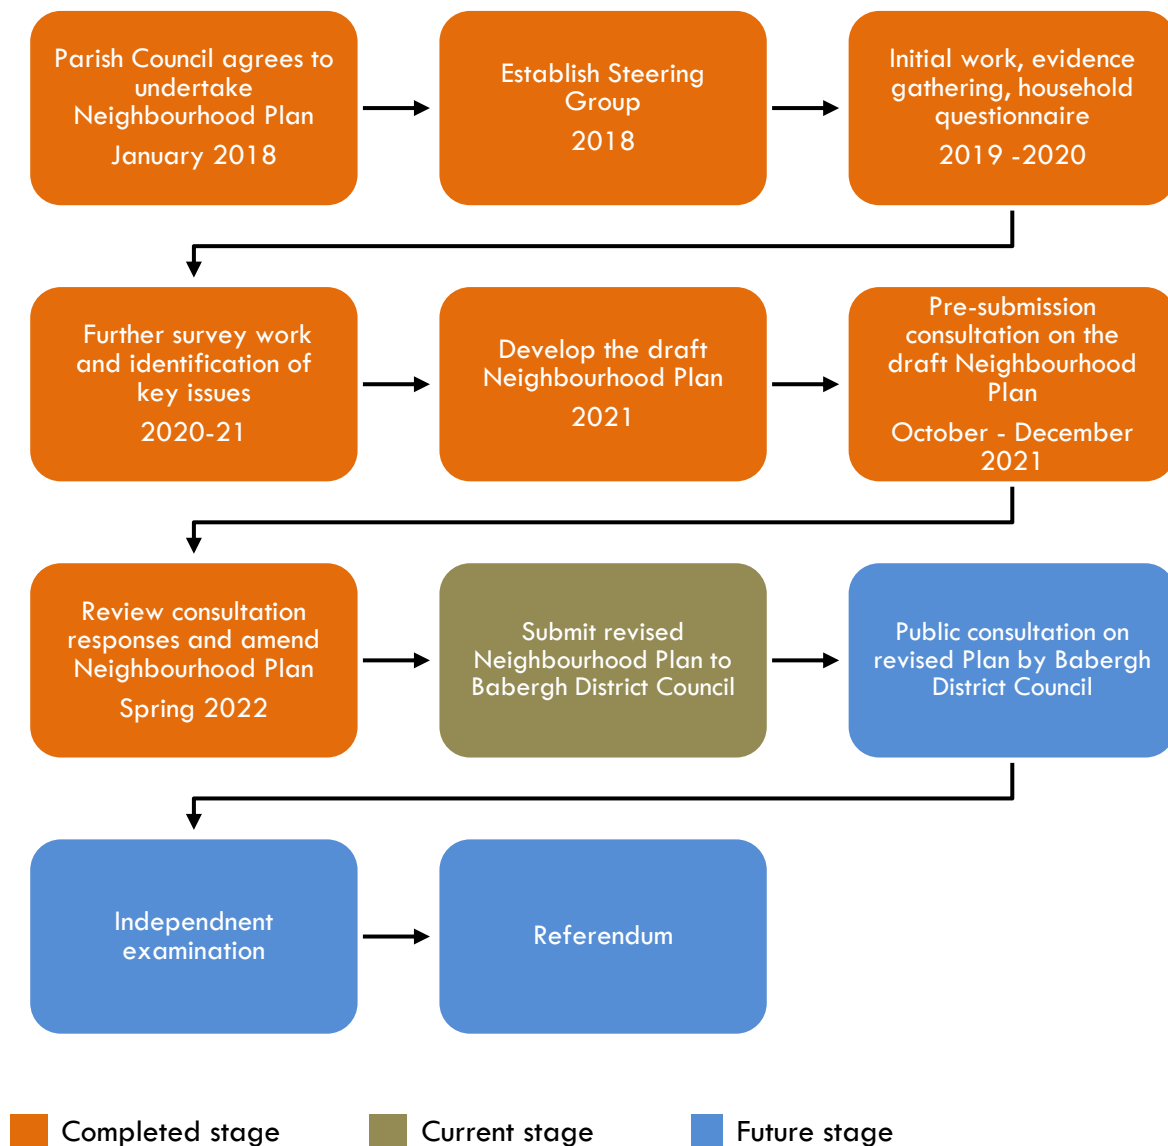 Parish Council agrees to
undertake
Neighbourhood Plan
January 2018
Establish Steering
Group
2018
Initial work, evidence
gathering, household
questionnaire
2019 -2020
Further survey work
and identification of
key issues
2020-21
Develop the draft
Neighbourhood Plan
2021
Pre-submission
consultation on the
draft Neighbourhood
Plan
October - December
2021
Review consultation
responses and amend
Neighbourhood Plan
Spring 2022
Submit revised
Neighbourhood Plan to
Babergh District Council
Public consultation on
revised Plan by Babergh
District Council
Independnent
examination
Referendum
Completed stage
Current stage
Future stage